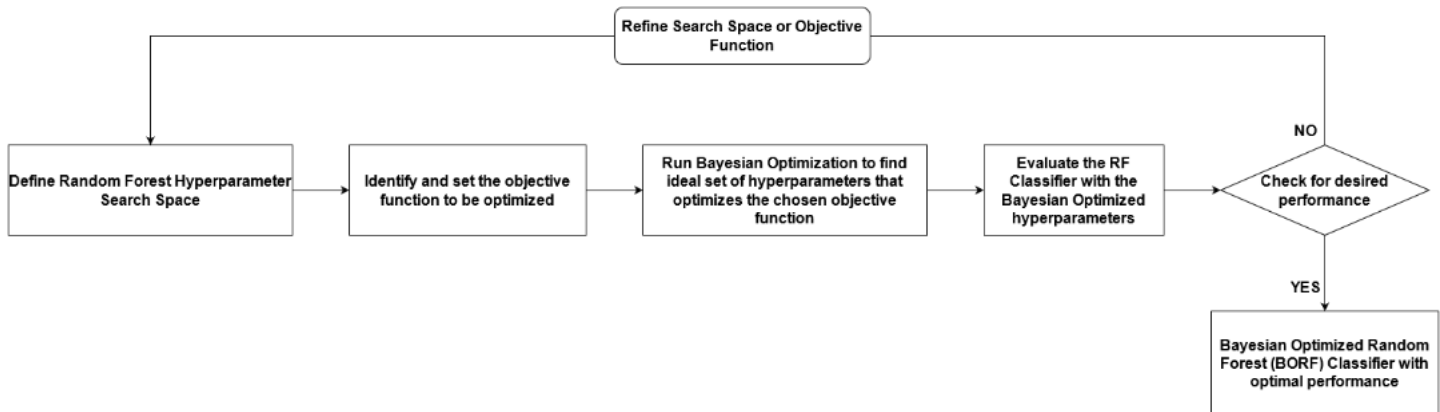 Refine Search Space or Objective
Function
NO
Define Random Forest Hyperparameter
Search Space
Identify and set the objective
function to be optimized
Run Bayesian Optimization to find
ideal set of hyperparameters that
optimizes the chosen objective
function
Evaluate the RF
Classifier with the
Bayesian Optimized
hyperparameters
Check for desired
performance
YES
Bayesian Optimized Random
Forest (BORF) Classifier with
optimal performance